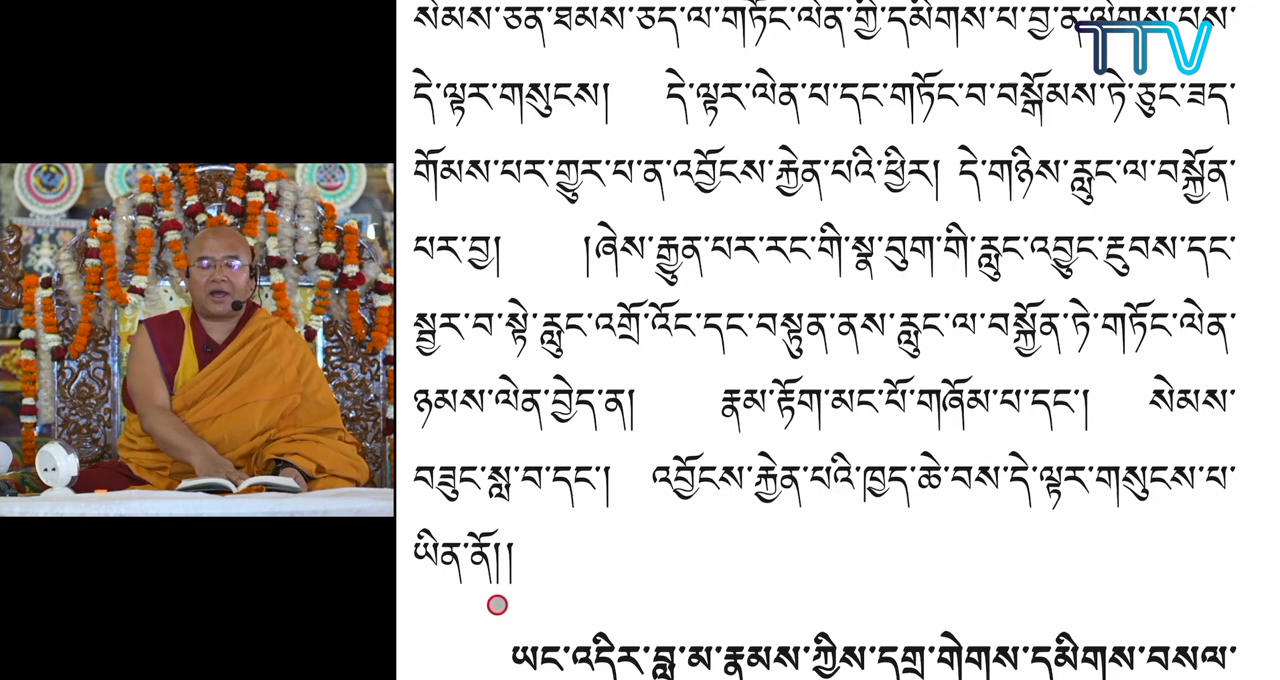 སེམས་ཅན་ཐམས་ཅད་ལ་གཏོང་ལེན་གྱི་དམིགས་པ་བྱ་ན་ལེགས་པས་
TTV
དེ་ལྟར་གསུངས། དེ་ལྟར་ལེན་པ་དང་གཏོང་བ་བསྒོམས་ཏེ་ཅུང་ཟད་
གོམས་པར་གྱུར་པ་ན་འབྱོངས་རྐྱེན་པའི་ཕྱིར། དེ་གཉིས་རླུང་ལ་བསྐྱོན་
པར་བྱ། །ཞེས་རྒྱུན་པར་རང་གི་སྣ་བུག་གི་རླུང་འབྱུང་རྔུབས་དང་
སྦྱར་བ་སྟེ་རླུང་འགྲོ་འོང་དང་བསྟུན་ནས་རླུང་ལ་བསྐྱོན་ཏེ་གཏོང་ལེན་
ཉམས་ལེན་བྱེད་ན། རྣམ་རྟོག་མང་པོ་གཞོམ་པ་དང་། སེམས་
བཟུང་སླ་བ་དང་། འབྱོངས་རྐྱེན་པའི་ཁྱད་ཆེ་བས་དེ་ལྟར་གསུངས་པ་
ཡིན་ནོ།།
ཡང་འདིར་བླ་མ་རྣམས་ཀྱིས་དགྲ་གེགས་དམིགས་བསལ་